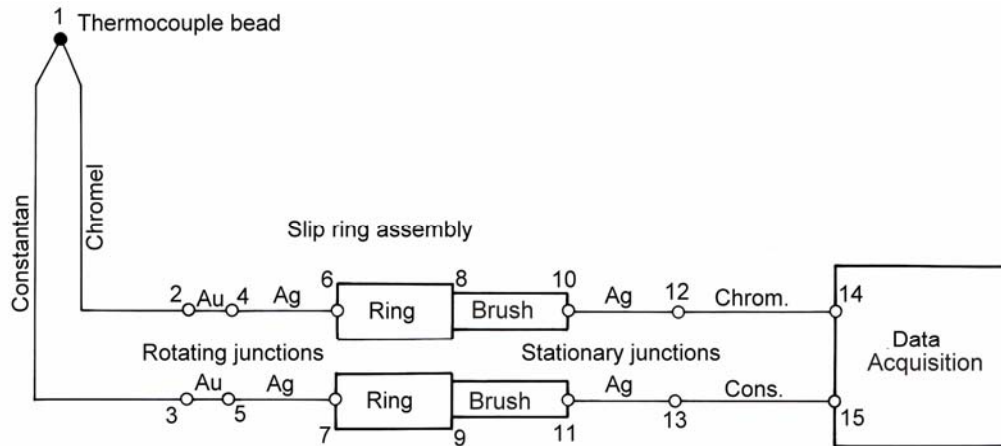 1 Thermocouple bead
Constantan
Chromel
Slip ring assembly
2 Au 4 Ag 6 Ring 8 Brush 10 Ag 12 Chrom. 14
Rotating junctions Stationary junctions
Data
Acquisition
3 Au 5 Ag 7 Ring 9 Brush 11 Ag 13 Cons. 15